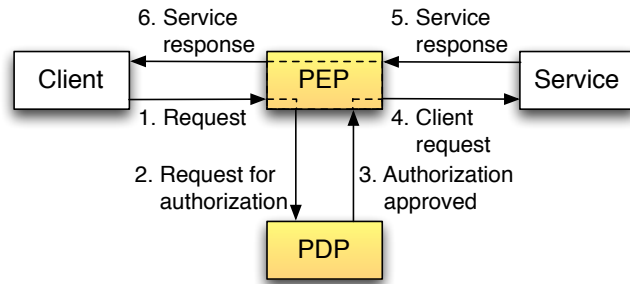 6. Service
response
5. Service
response
Client
PEP
Service
1. Request
4. Client
request
2. Request for
authorization
3. Authorization
approved
PDP